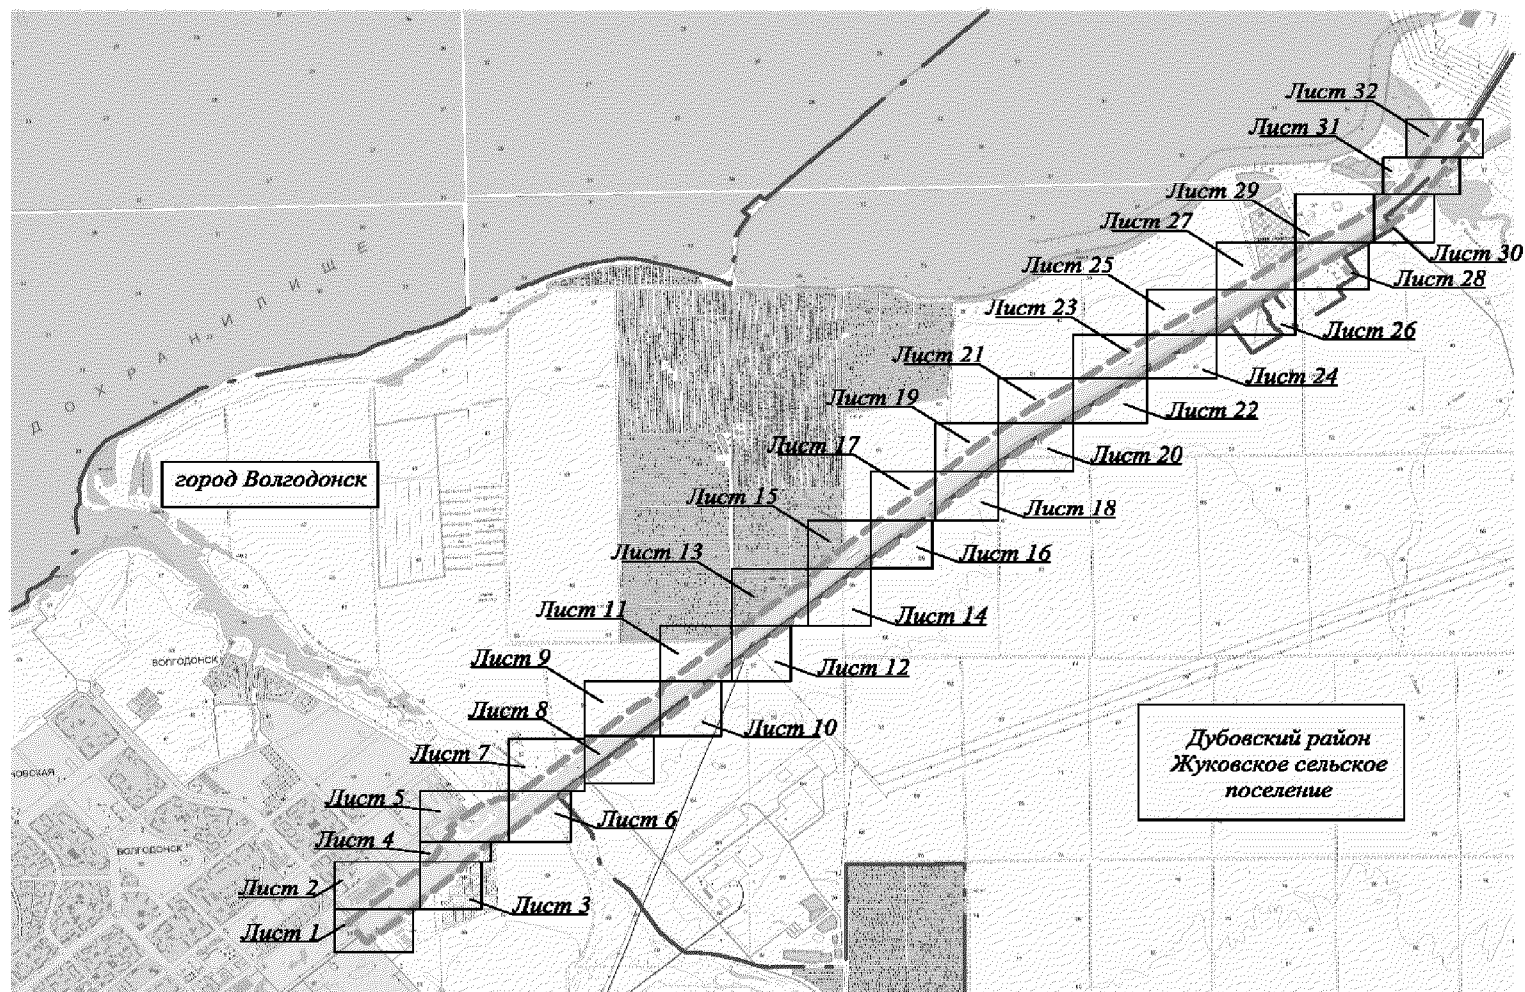 Лист 32
Лист 31
Лист 29
Лист 27
Лист 30
Лист 25
Лист 28
Лист 23
Лист 26
Лист 21
Лист 24
Лист 19
Лист 22
Лист 17
Лист 20
город Волгодонск
Лист 15
Лист 18
Лист 13
Лист 16
Лист 11
Лист 14
Лист 9
Лист 12
ВОЛГОДОНСК
Лист 8
Лист 10
Лист 7
Дубовский район
Жуковское сельское
поселение
Лист 5
Лист 6
Лист 4
ВОЛГОДОНСК
Лист 2
Лист 3
Лист 1
ДОХРАНИЛИЩЕ
НОВСКАЯ